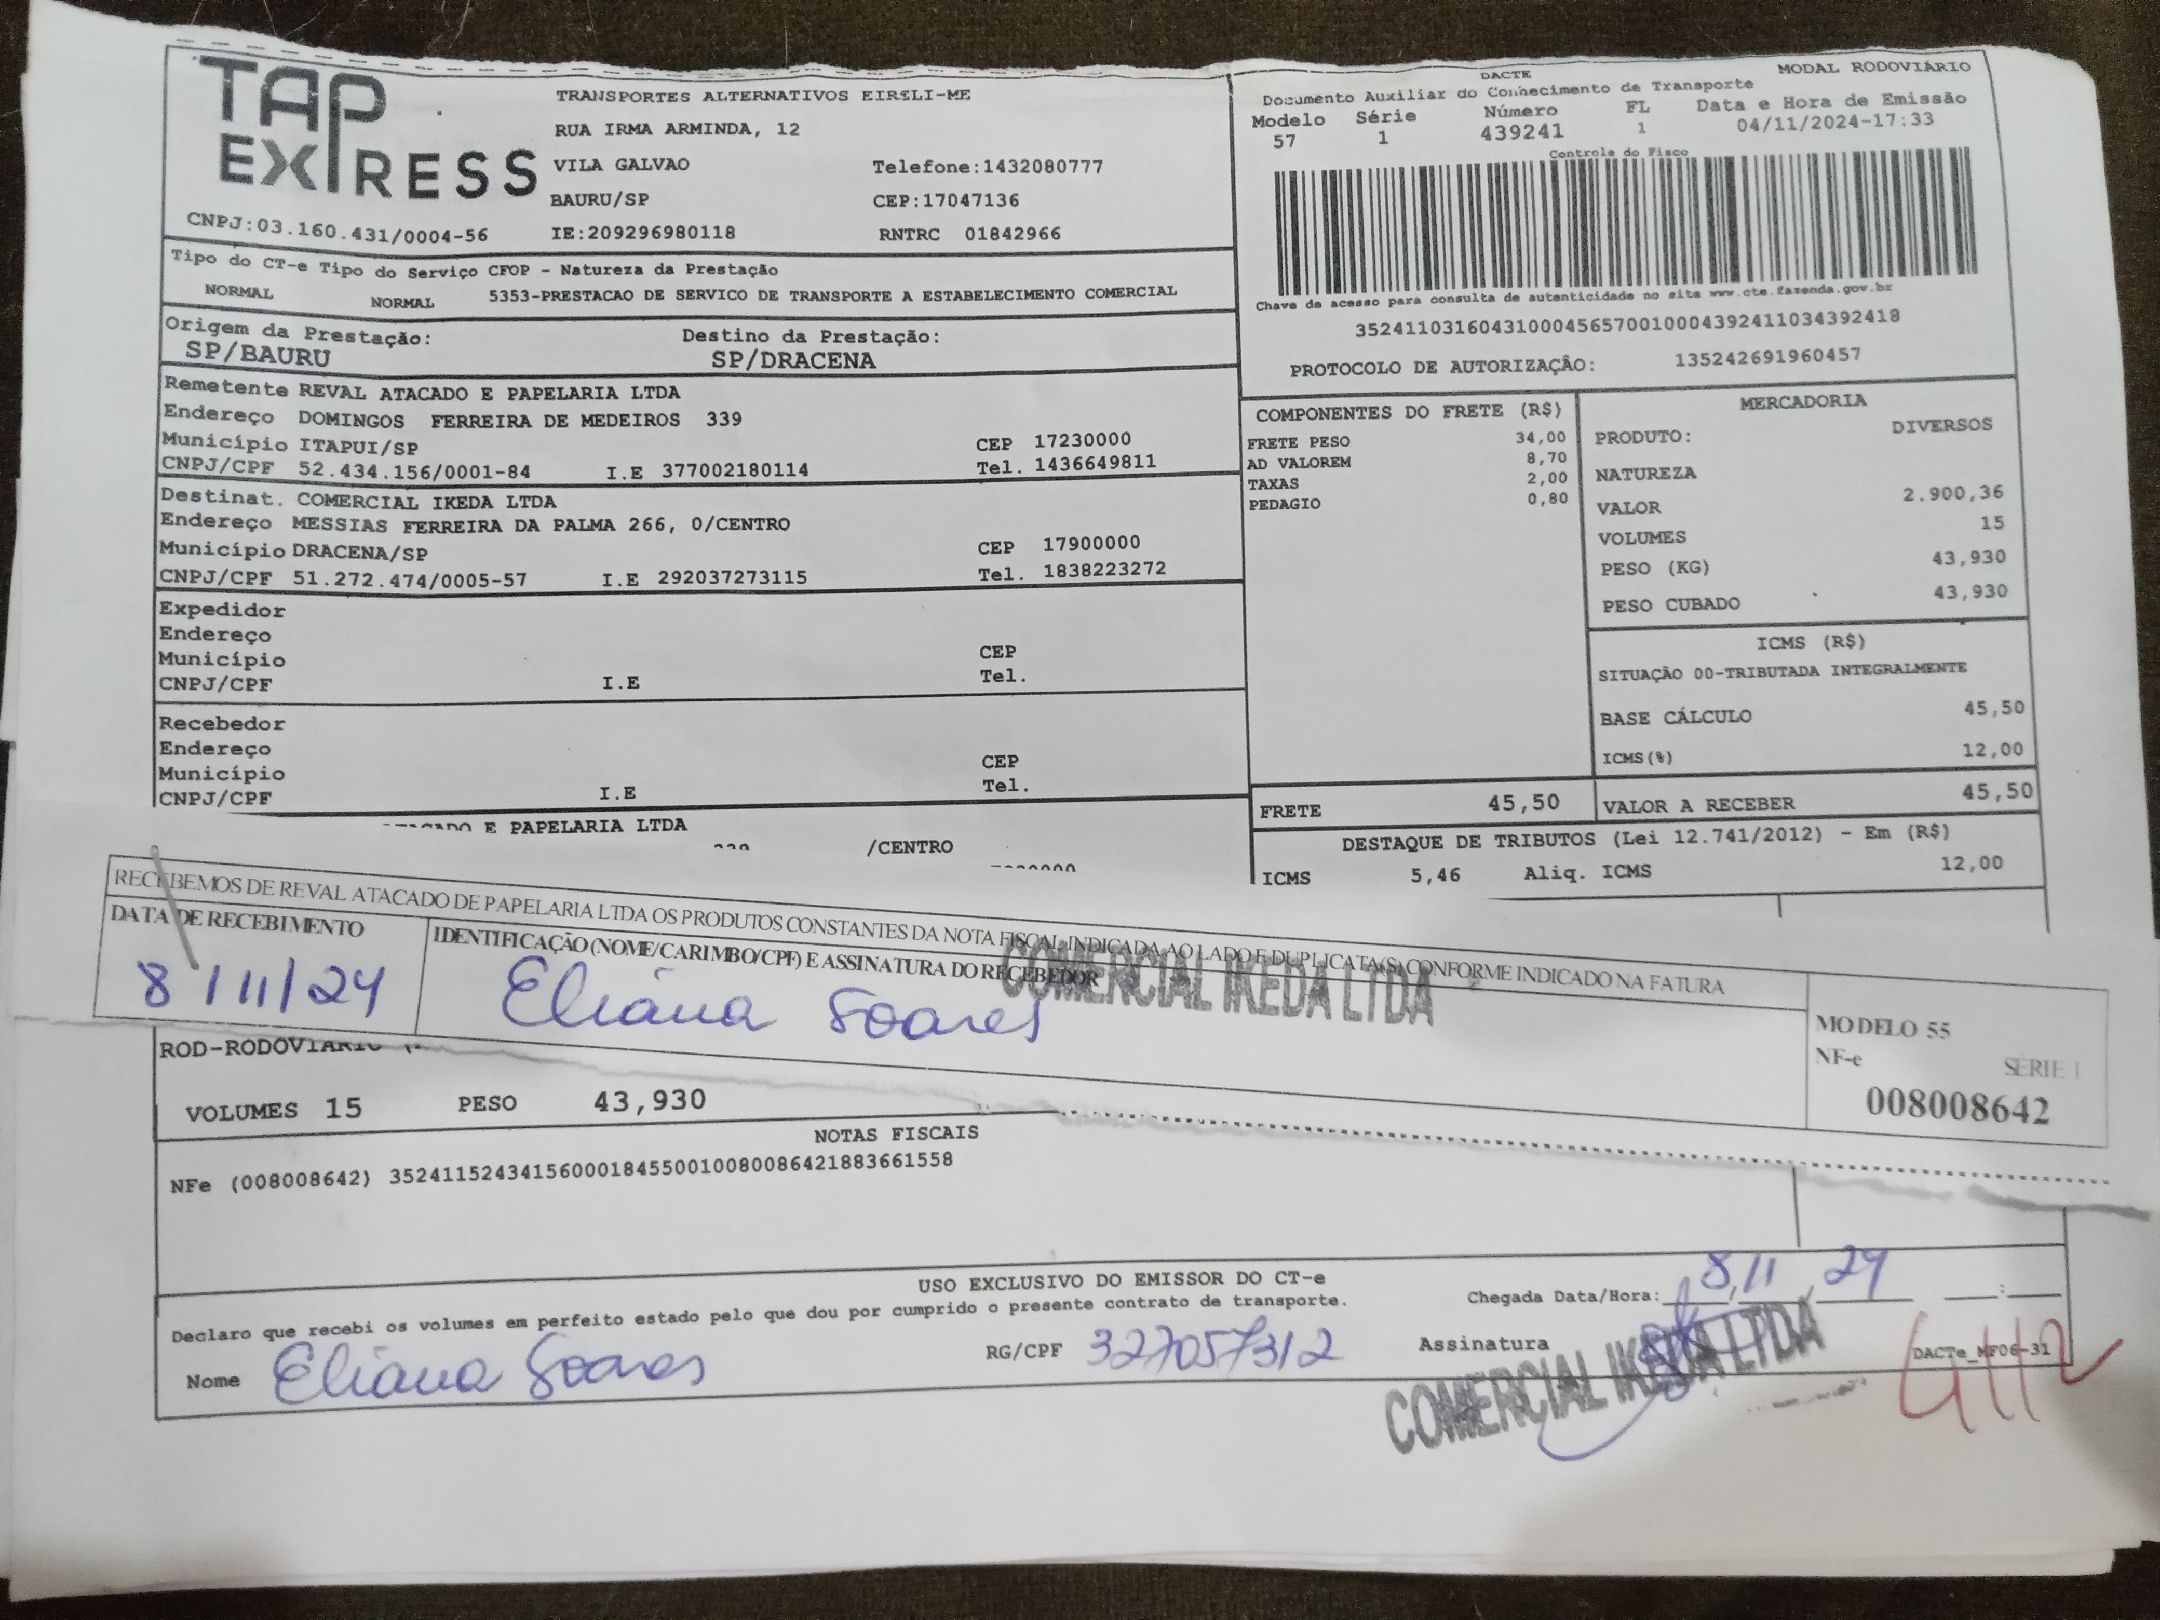 TAP EXPRESS
TRANSPORTES ALTERNATIVOS EIRELI-ME
RUA IRMA ARMINDA, 12
VILA GALVAO Telefone:1432080777
BAURU/SP CEP:17047136
CNPJ:03.160.431/0004-56 IE:209296980118 RNTRC 01842966
DACTE MODAL RODOVIÁRIO
Documento Auxiliar do Conhecimento de Transporte
Modelo Série Número FL Data e Hora de Emissão
57 1 439241 1 04/11/2024-17:33
Controle do Fisco
Chave de acesso para consulta de autenticidade no site www.cte.fazenda.gov.br
35241103160431000456570010004392411034392418
PROTOCOLO DE AUTORIZAÇÃO: 135242691960457
Tipo do CT-e Tipo do Serviço CFOP - Natureza da Prestação
NORMAL NORMAL 5353-PRESTACAO DE SERVICO DE TRANSPORTE A ESTABELECIMENTO COMERCIAL
Origem da Prestação: Destino da Prestação:
SP/BAURU SP/DRACENA
Remetente REVAL ATACADO E PAPELARIA LTDA
Endereço DOMINGOS FERREIRA DE MEDEIROS 339
Município ITAPUI/SP CEP 17230000
CNPJ/CPF 52.434.156/0001-84 I.E 377002180114 Tel. 1436649811
Destinat. COMERCIAL IKEDA LTDA
Endereço MESSIAS FERREIRA DA PALMA 266, 0/CENTRO
Município DRACENA/SP CEP 17900000
CNPJ/CPF 51.272.474/0005-57 I.E 292037273115 Tel. 1838223272
Expedidor
Endereço
Município CEP
CNPJ/CPF I.E Tel.
Recebedor
Endereço
Município CEP
CNPJ/CPF I.E Tel.
E PAPELARIA LTDA
/CENTRO
COMPONENTES DO FRETE (R$)
FRETE PESO 34,00
AD VALOREM 8,70
TAXAS 2,00
PEDAGIO 0,80
FRETE 45,50
MERCADORIA
PRODUTO: DIVERSOS
NATUREZA
VALOR 2.900,36
VOLUMES 15
PESO (KG) 43,930
PESO CUBADO 43,930
ICMS (R$)
SITUAÇÃO 00-TRIBUTADA INTEGRALMENTE
BASE CÁLCULO 45,50
ICMS(%) 12,00
VALOR A RECEBER 45,50
DESTAQUE DE TRIBUTOS (Lei 12.741/2012) - Em (R$)
ICMS 5,46 Aliq. ICMS 12,00
RECEBEMOS DE REVAL ATACADO DE PAPELARIA LTDA OS PRODUTOS CONSTANTES DA NOTA FISCAL INDICADA AO LADO E DUPLICATA(S) CONFORME INDICADO NA FATURA
DATA DE RECEBIMENTO IDENTIFICAÇÃO (NOME/CARIMBO/CPF) E ASSINATURA DO RECEBEDOR
8/11/24 Eliana Soares COMERCIAL IKEDA LTDA
MODELO 55
NF-e SÉRIE 1
008008642
ROD-RODOVIARIO
VOLUMES 15 PESO 43,930
NOTAS FISCAIS
NFe (008008642) 35241152434156000184550010080086421883661558
USO EXCLUSIVO DO EMISSOR DO CT-e
Declaro que recebi os volumes em perfeito estado pelo que dou por cumprido o presente contrato de transporte.
Chegada Data/Hora: 8/11/24 :
Nome Eliana Soares RG/CPF 327057312 Assinatura
COMERCIAL IKEDA LTDA
DACTe_MF06-31